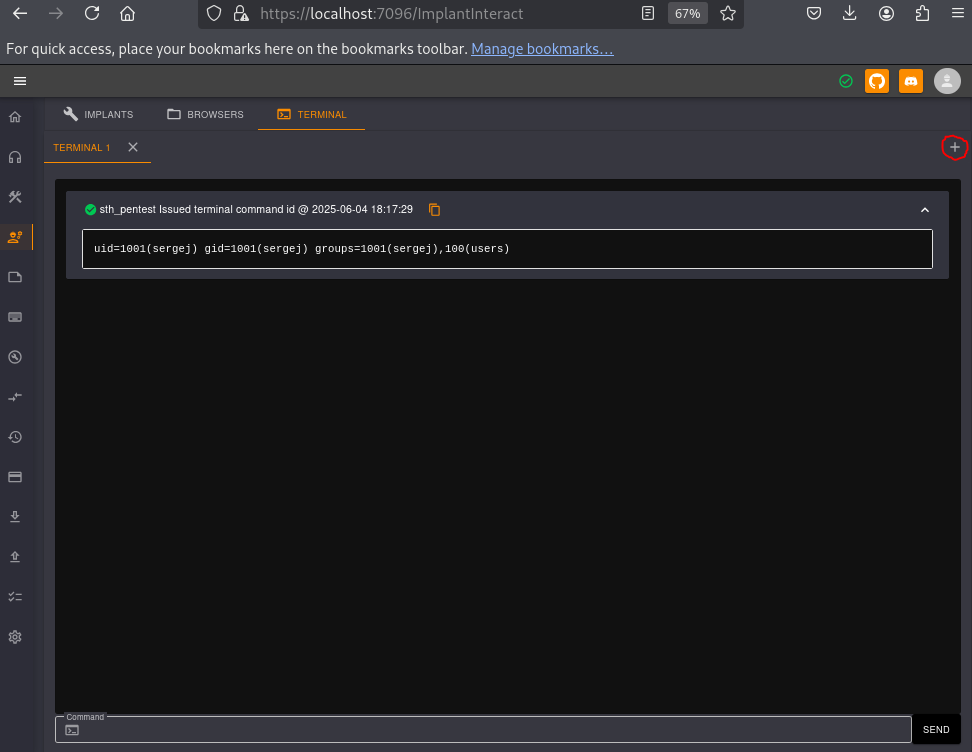 https://localhost:7096/ImplantInteract
67%
For quick access, place your bookmarks here on the bookmarks toolbar. Manage bookmarks…
IMPLANTS BROWSERS TERMINAL
TERMINAL 1
sth_pentest Issued terminal command id @ 2025-06-04 18:17:29
uid=1001(sergej) gid=1001(sergej) groups=1001(sergej),100(users)
Command
SEND